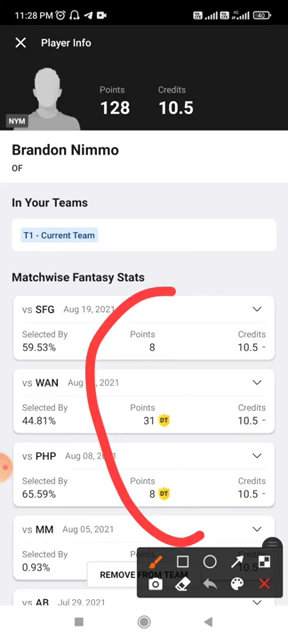 11:28 PM
Player Info
Points Credits
128 10.5
NYM
Brandon Nimmo
OF
In Your Teams
T1 - Current Team
Matchwise Fantasy Stats
vs SFG Aug 19, 2021
Selected By Points Credits
59.53% 8 10.5 -
vs WAN Aug , 2021
Selected By Points Credits
44.81% 31 DT 10.5 -
vs PHP Aug 08, 2021
Selected By Points Credits
65.59% 8 DT 10.5 -
vs MM Aug 05, 2021
Selected By
0.93%
REMOVE FROM TEAM
vs AB Jul 29, 2021